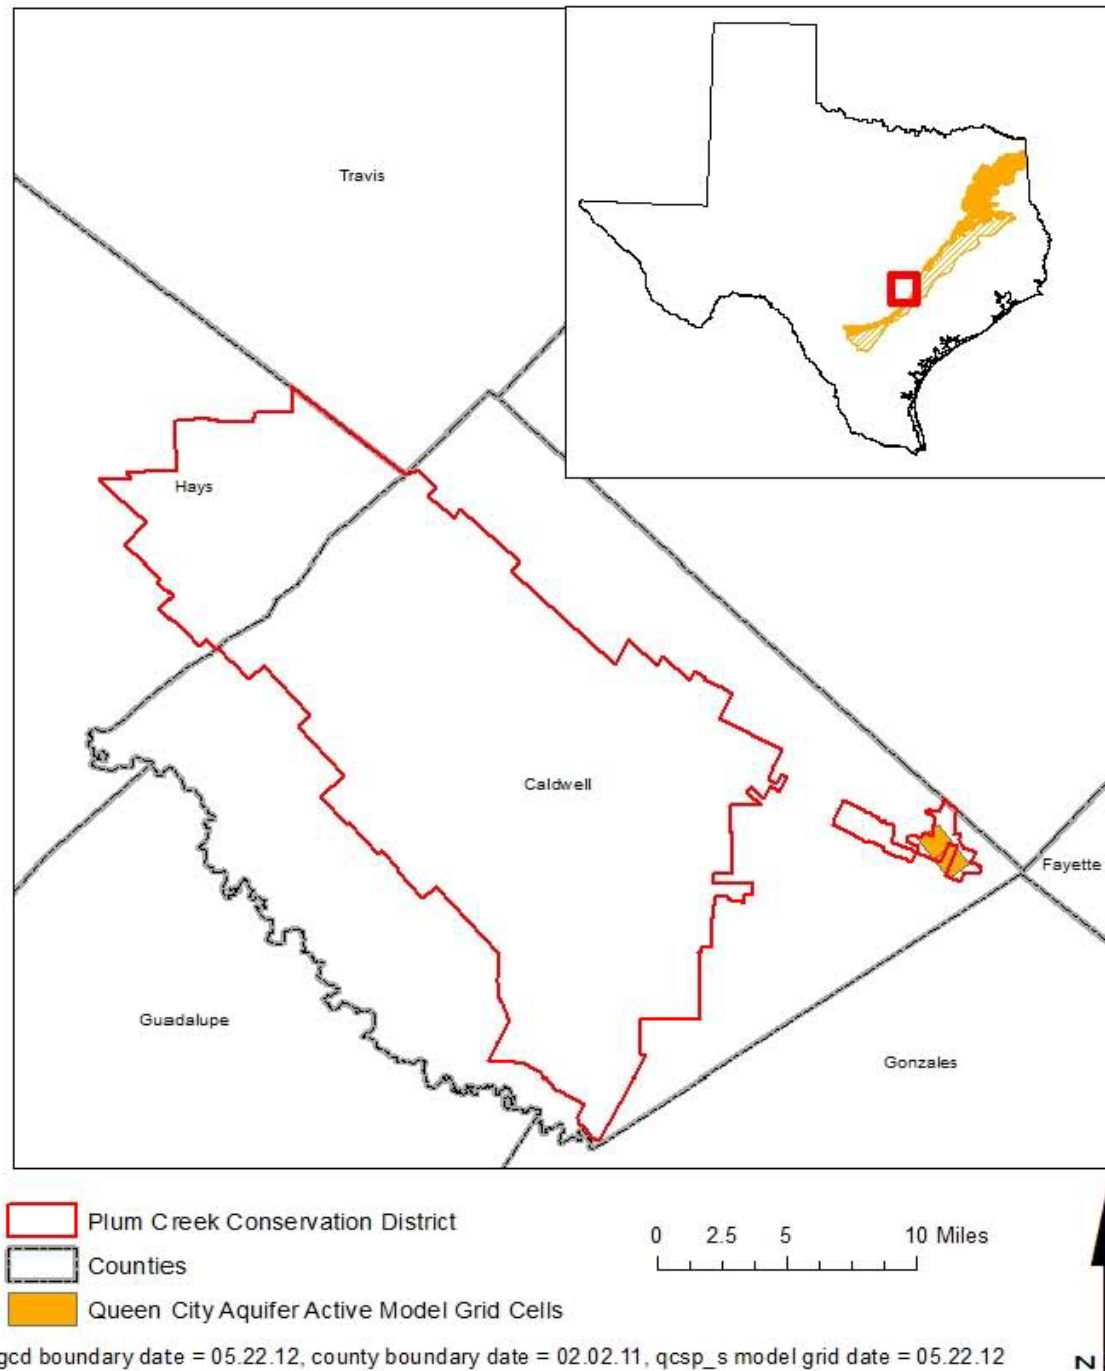 Travis
Hays
Caldwell
Fayette
Guadalupe
Gonzales
Plum Creek Conservation District
0 2.5 5 10 Miles
Counties
Queen City Aquifer Active Model Grid Cells
gcd boundary date = 05.22.12, county boundary date = 02.02.11, qcsp_s model grid date = 05.22.12
N